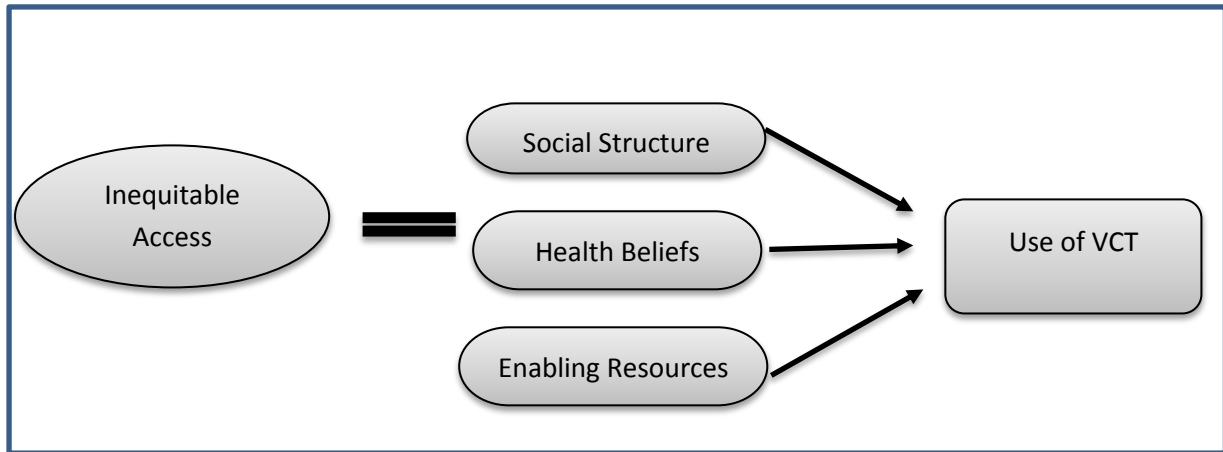 Inequitable
Access
Social Structure
Health Beliefs
Enabling Resources
Use of VCT